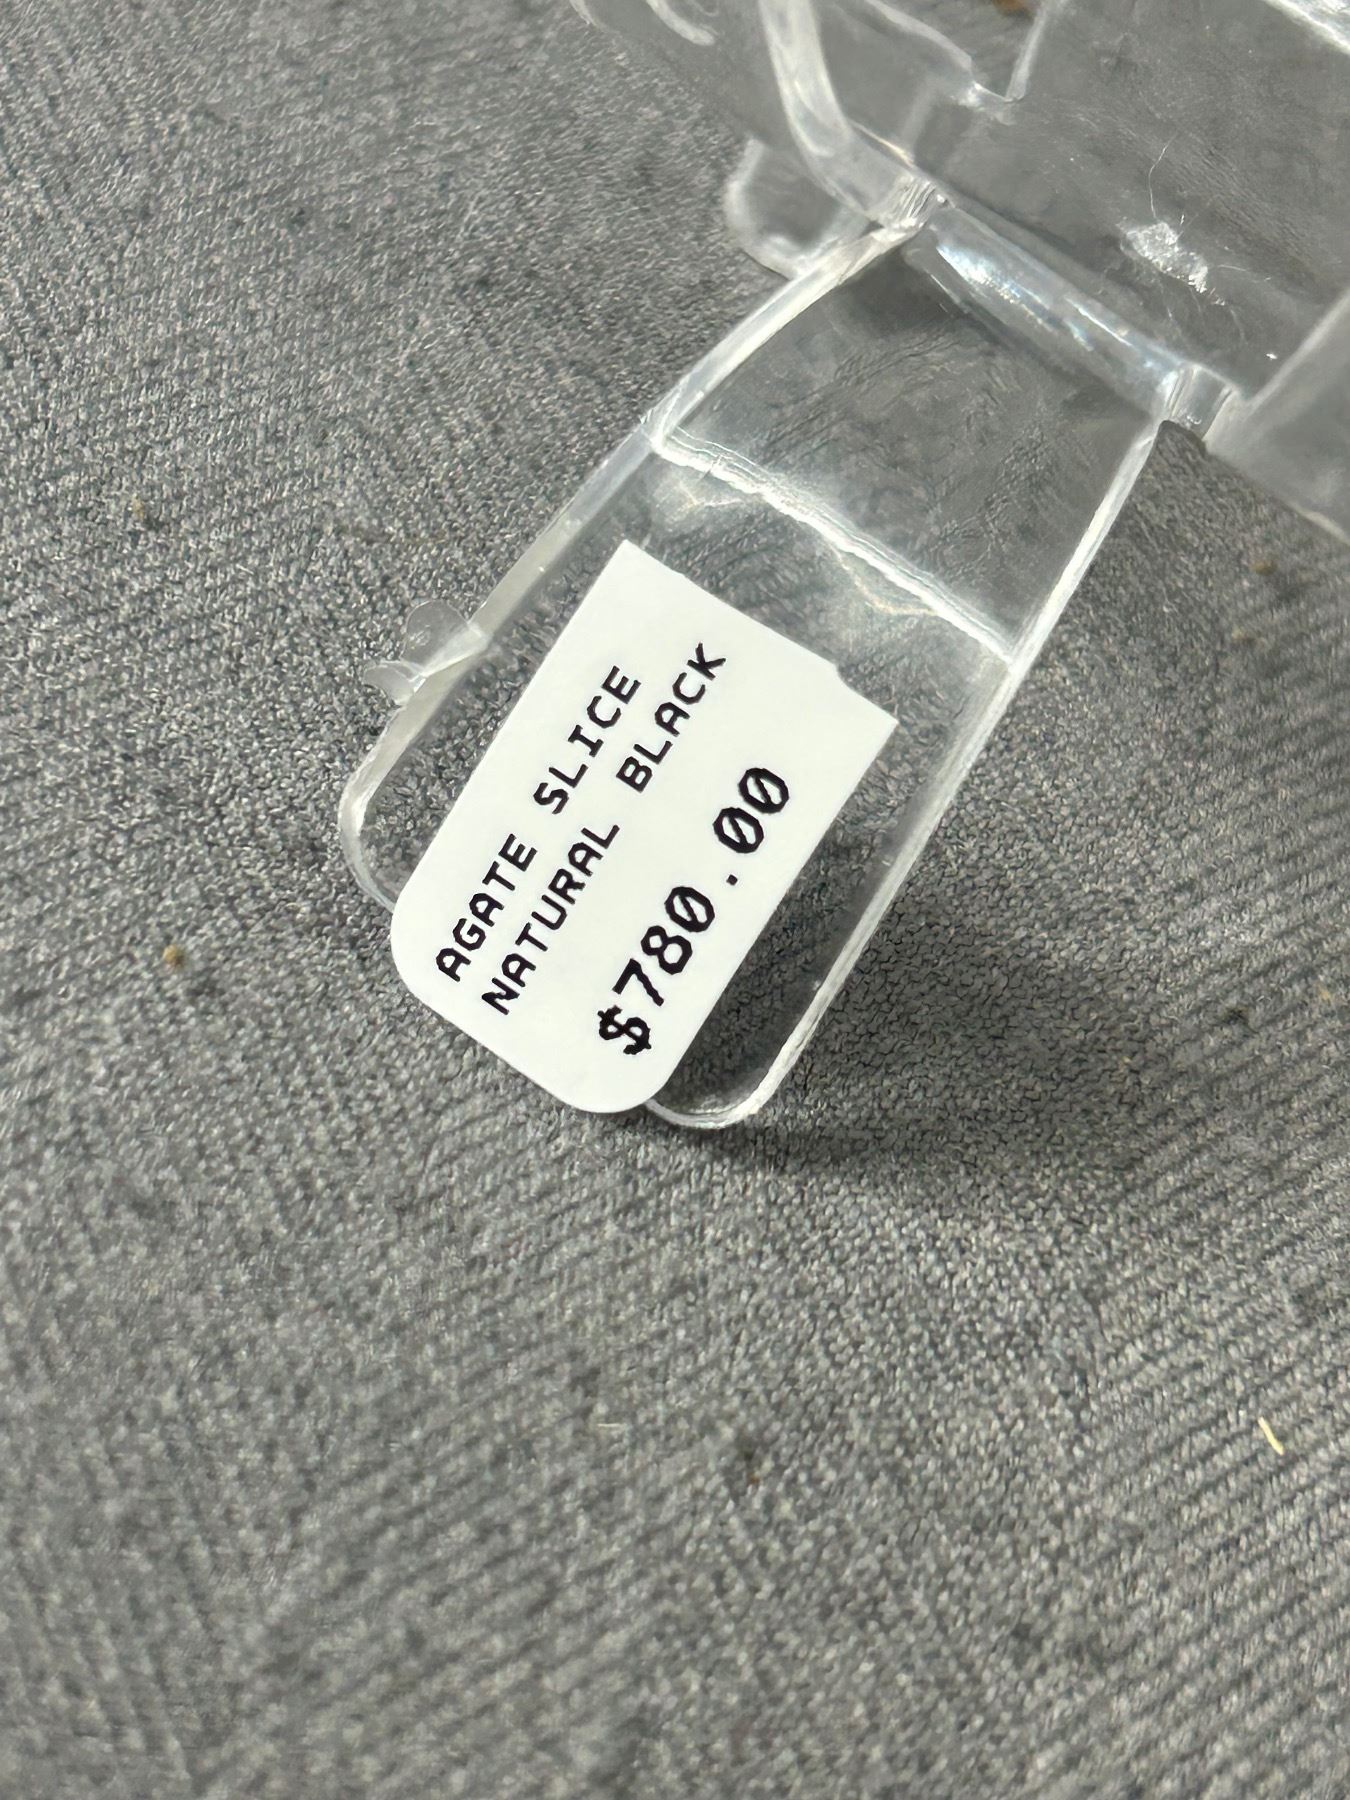 AGATE SLICE
NATURAL BLACK
$780.00